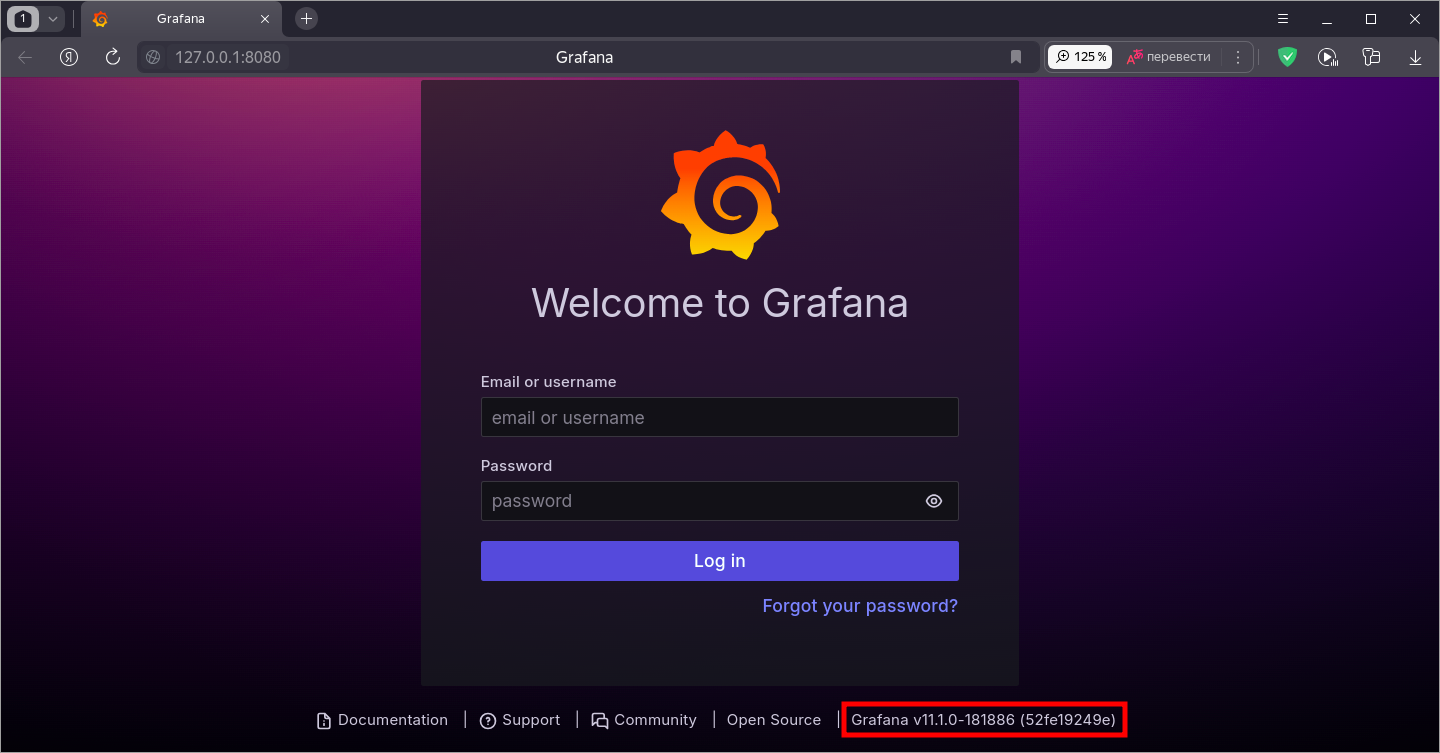 1
Grafana
127.0.0.1:8080
Grafana
125 %
перевести
Welcome to Grafana
Email or username
email or username
Password
password
Log in
Forgot your password?
Documentation | Support | Community | Open Source | Grafana v11.1.0-181886 (52fe19249e)